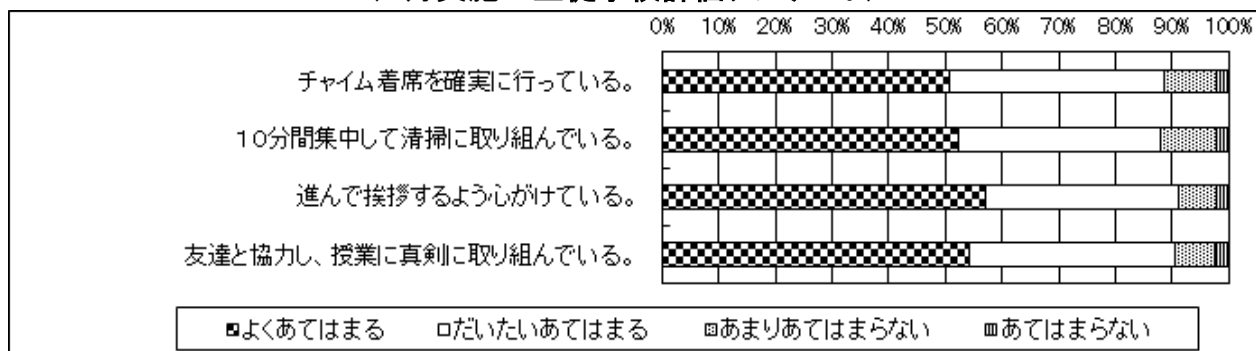 0% 10% 20% 30% 40% 50% 60% 70% 80% 90% 100%
チャイム着席を確実に行っている。
10分間集中して清掃に取り組んでいる。
進んで挨拶するよう心がけている。
友達と協力し、授業に真剣に取り組んでいる。
よくあてはまる だいたいあてはまる あまりあてはまらない あてはまらない